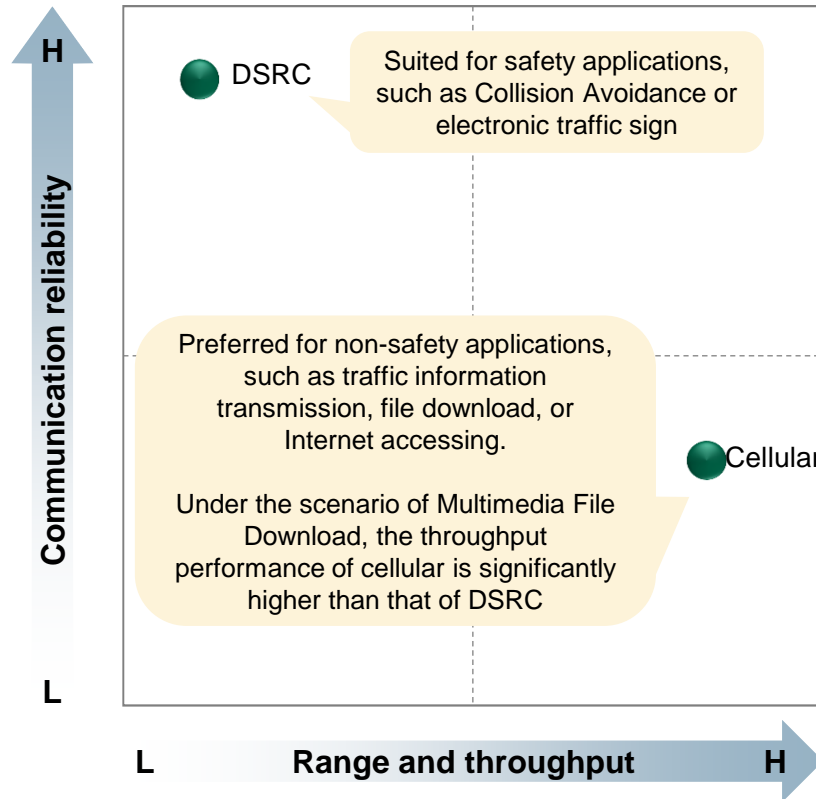 H
DSRC
Suited for safety applications,
such as Collision Avoidance or
electronic traffic sign
Communication reliability
Preferred for non-safety applications,
such as traffic information
transmission, file download, or
Internet accessing.
Under the scenario of Multimedia File
Download, the throughput
performance of cellular is significantly
higher than that of DSRC
Cellular
L
L
Range and throughput
H